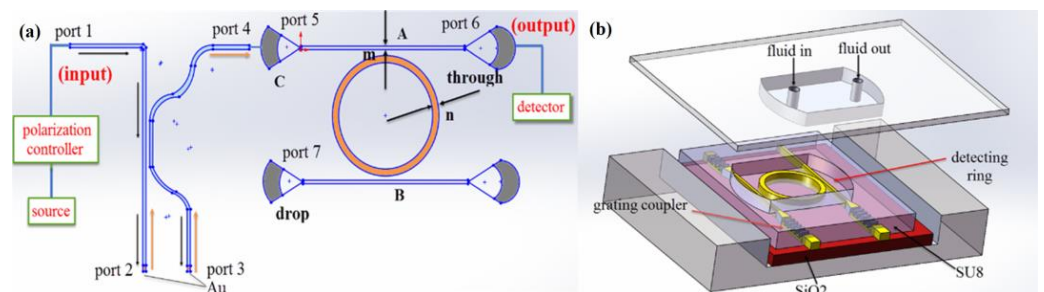 (a)
port 1
(input)
polarization
controller
source
port 2
port 3
Au
port 4
port 5
A
port 6
(output)
C
m
through
n
detector
port 7
drop
B
(b)
fluid in
fluid out
detecting
ring
grating coupler
SU8
SiO2